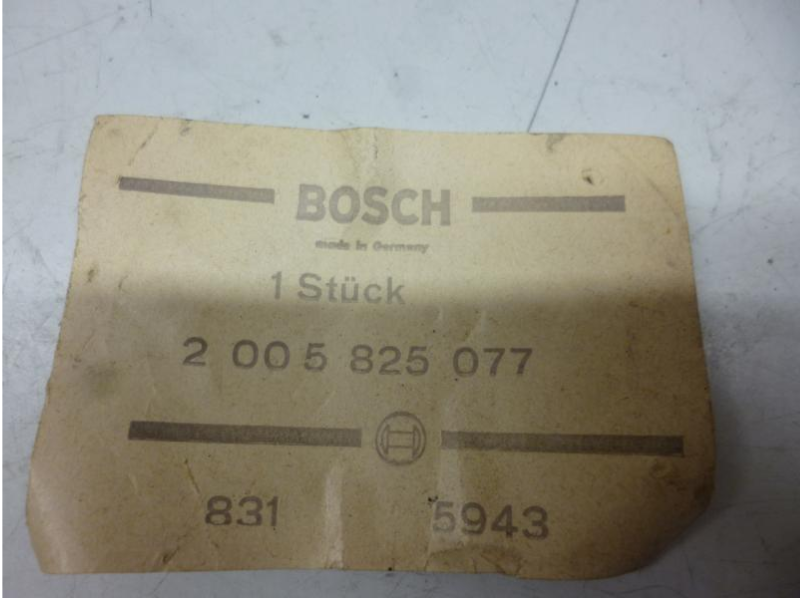 BOSCH
made in Germany
1 Stück
2 005 825 077
831 5943